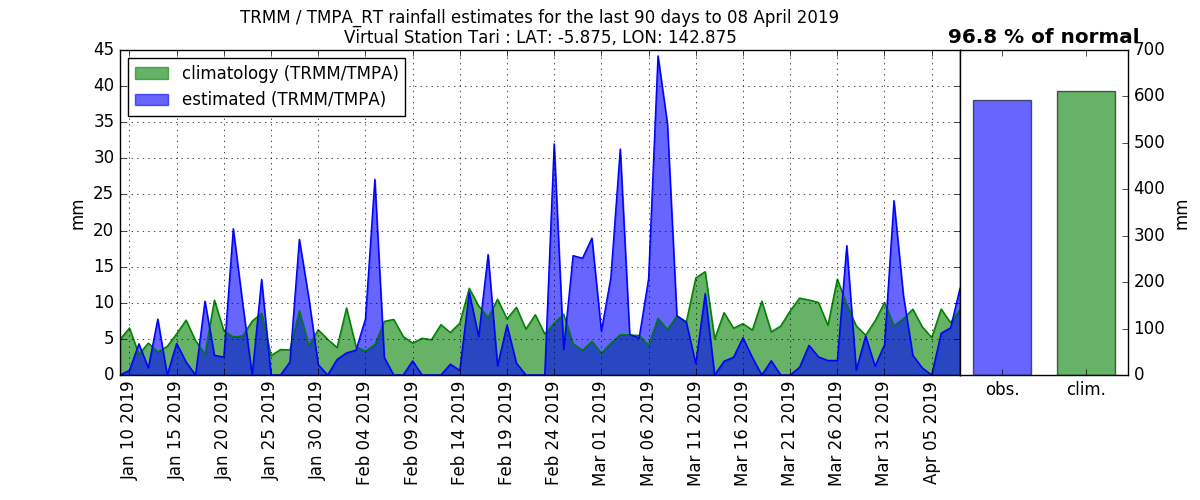 TRMM / TMPA_RT rainfall estimates for the last 90 days to 08 April 2019
Virtual Station Tari : LAT: -5.875, LON: 142.875
96.8 % of normal
climatology (TRMM/TMPA)
estimated (TRMM/TMPA)
45
40
35
30
25
20
15
10
5
0
mm
Jan 10 2019
Jan 15 2019
Jan 20 2019
Jan 25 2019
Jan 30 2019
Feb 04 2019
Feb 09 2019
Feb 14 2019
Feb 19 2019
Feb 24 2019
Mar 01 2019
Mar 06 2019
Mar 11 2019
Mar 16 2019
Mar 21 2019
Mar 26 2019
Mar 31 2019
Apr 05 2019
obs.
clim.
700
600
500
400
300
200
100
0
mm